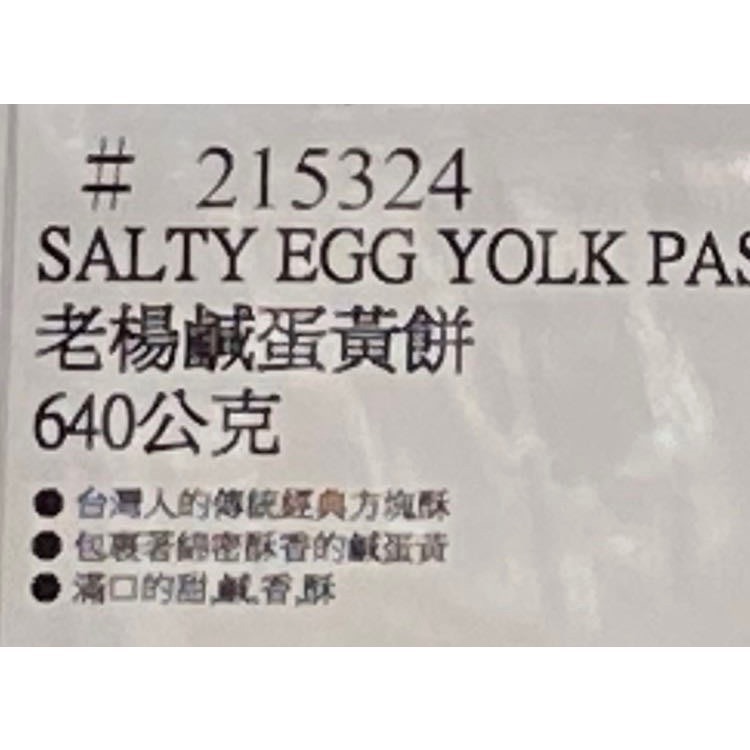 # 215324
SALTY EGG YOLK PAS
老楊鹹蛋黃餅
640公克
● 台灣人的傳統經典方塊酥
● 包裹著綿密酥香的鹹蛋黃
● 滿口的甜,鹹,香,酥